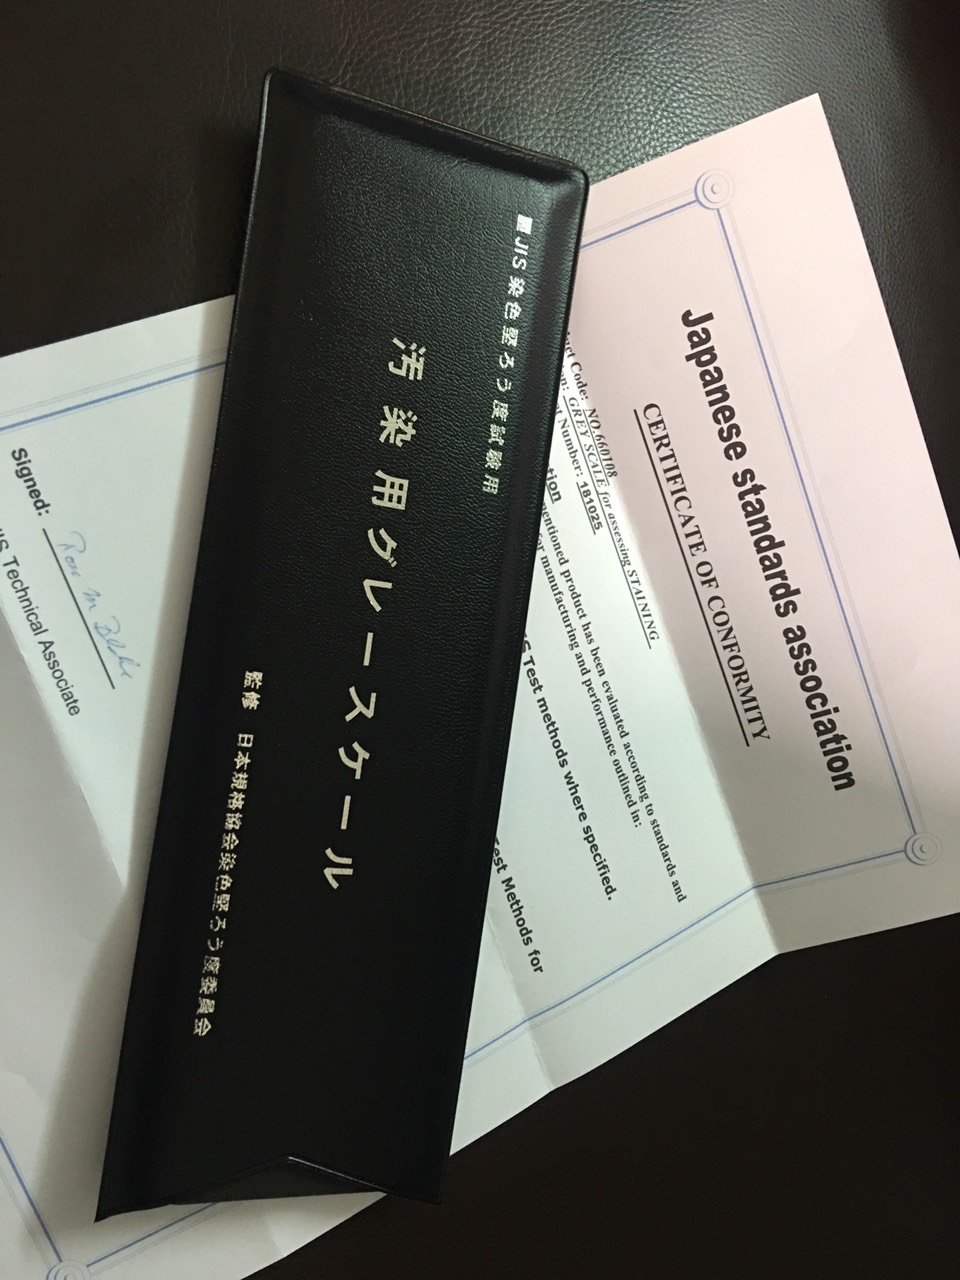 JIS染色堅ろう度試験用
汚染用グレースケール
監修 日本規格協会染色堅ろう度委員会
Japanese standards association
CERTIFICATE OF CONFORMITY
Code: NO.660108
GREY SCALE for assessing STAINING
Number: 181025
mentioned product has been evaluated according to standards and
for manufacturing and performance outlined in:
Test methods where specified.
Test Methods for
Signed:
Technical Associate